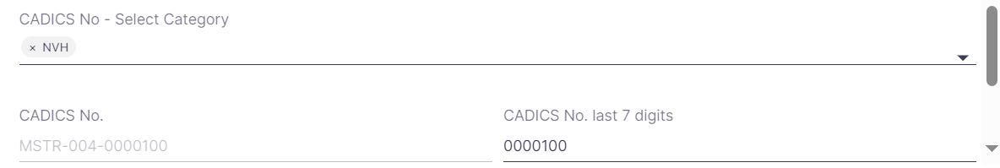 CADICS No - Select Category
× NVH
CADICS No.
CADICS No. last 7 digits
MSTR-004-0000100
0000100